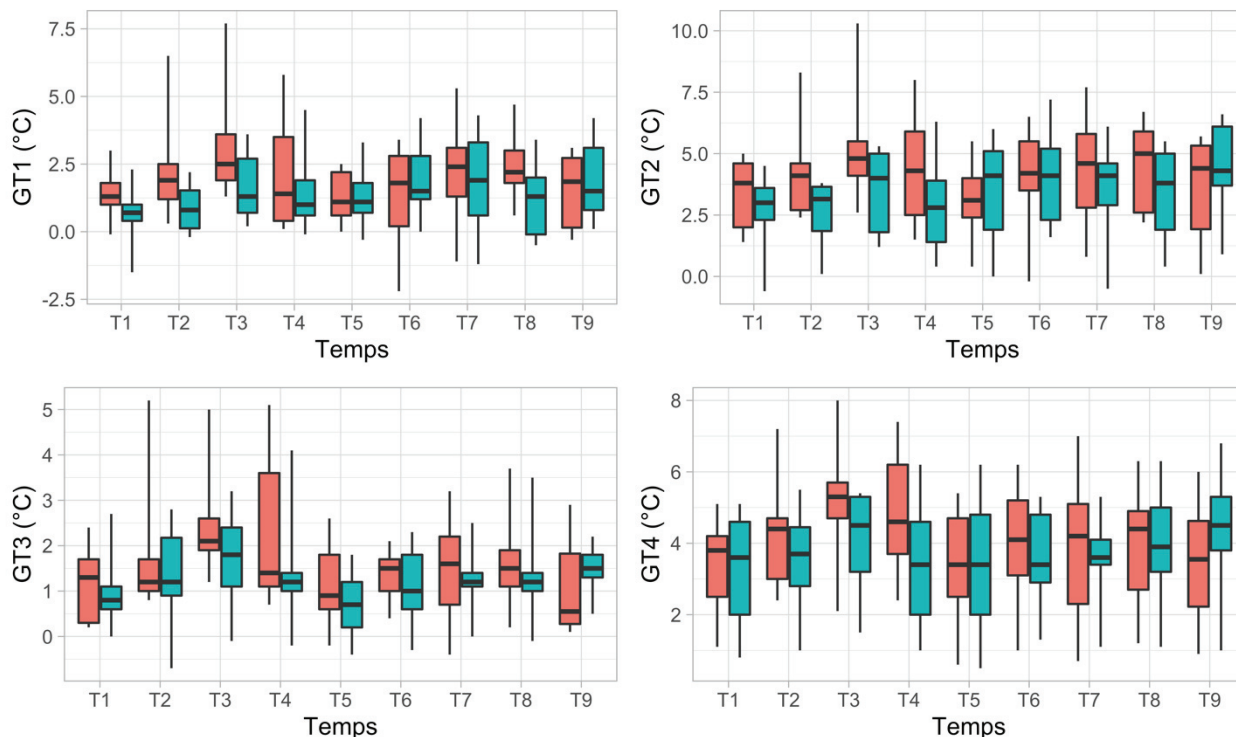 GT1 (°C)
7.5
5.0
2.5
0.0
-2.5
T1 T2 T3 T4 T5 T6 T7 T8 T9
Temps
GT2 (°C)
10.0
7.5
5.0
2.5
0.0
T1 T2 T3 T4 T5 T6 T7 T8 T9
Temps
GT3 (°C)
5
4
3
2
1
0
T1 T2 T3 T4 T5 T6 T7 T8 T9
Temps
GT4 (°C)
8
6
4
2
T1 T2 T3 T4 T5 T6 T7 T8 T9
Temps